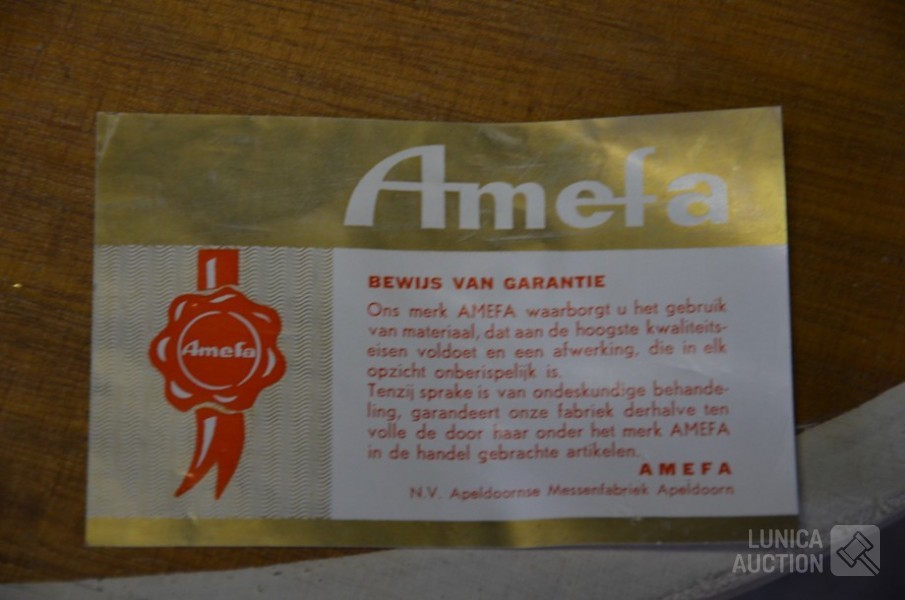 Amefa
BEWIJS VAN GARANTIE
Ons merk AMEFA waarborgt u het gebruik
van materiaal, dat aan de hoogste kwaliteits-
eisen voldoet en een afwerking, die in elk
opzicht onberispelijk is.
Tenzij sprake is van ondeskundige behande-
ling, garandeert onze fabriek derhalve ten
volle de door haar onder het merk AMEFA
in de handel gebrachte artikelen.
AMEFA
N.V. Apeldoornse Messenfabriek Apeldoorn
Amefa
LUNICA
AUCTION